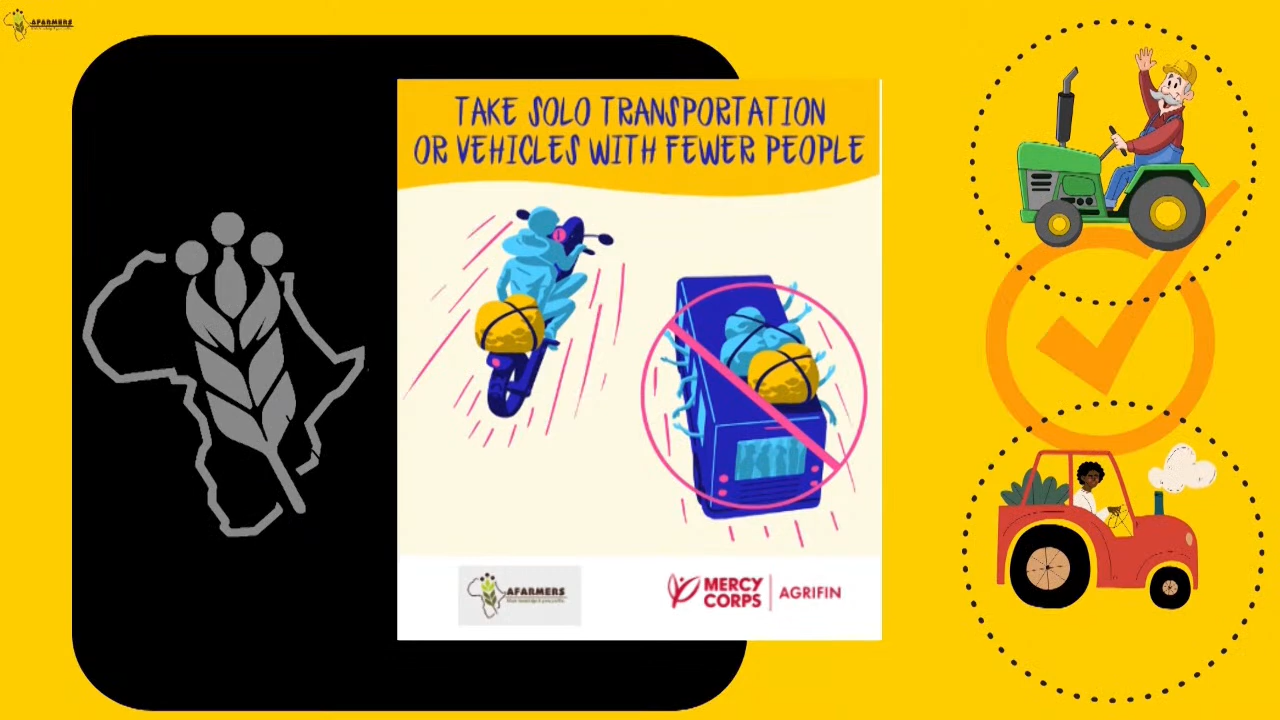 AFARMERS
TAKE SOLO TRANSPORTATION
OR VEHICLES WITH FEWER PEOPLE
AFARMERS
MERCY
CORPS
AGRIFIN